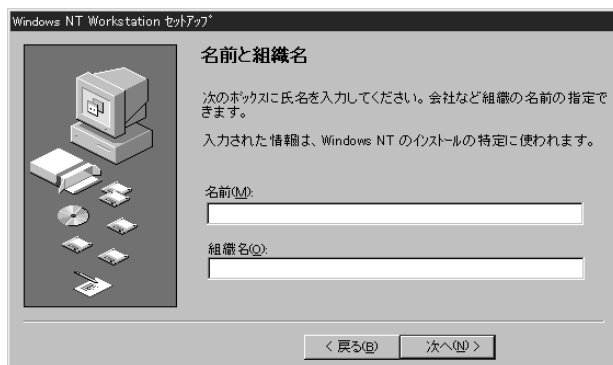 Windows NT Workstation ｾｯﾄｱｯﾌﾟ
名前と組織名
次のﾎﾞｯｸｽに氏名を入力してください。会社など組織の名前の指定で
きます。
入力された情報は、Windows NT のｲﾝｽﾄｰﾙの特定に使われます。
名前(M):
組織名(O):
< 戻る(B)
次へ(N) >